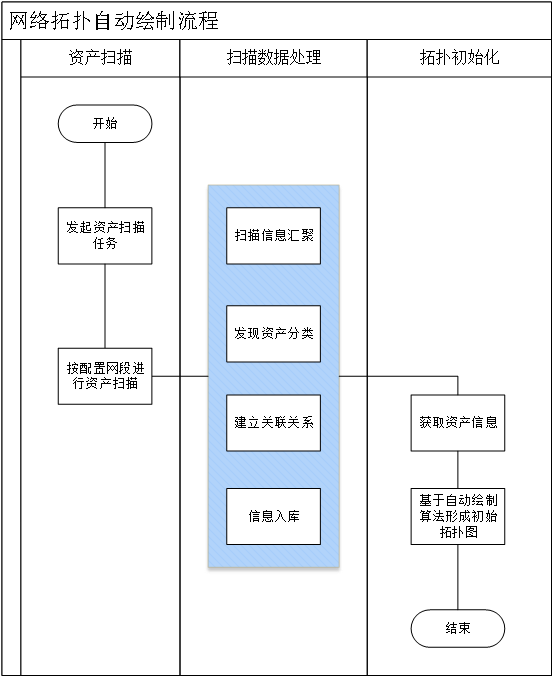 网络拓扑自动绘制流程
资产扫描
扫描数据处理
拓扑初始化
开始
发起资产扫描
任务
按配置网段进
行资产扫描
扫描信息汇聚
发现资产分类
建立关联关系
信息入库
获取资产信息
基于自动绘制
算法形成初始
拓扑图
结束